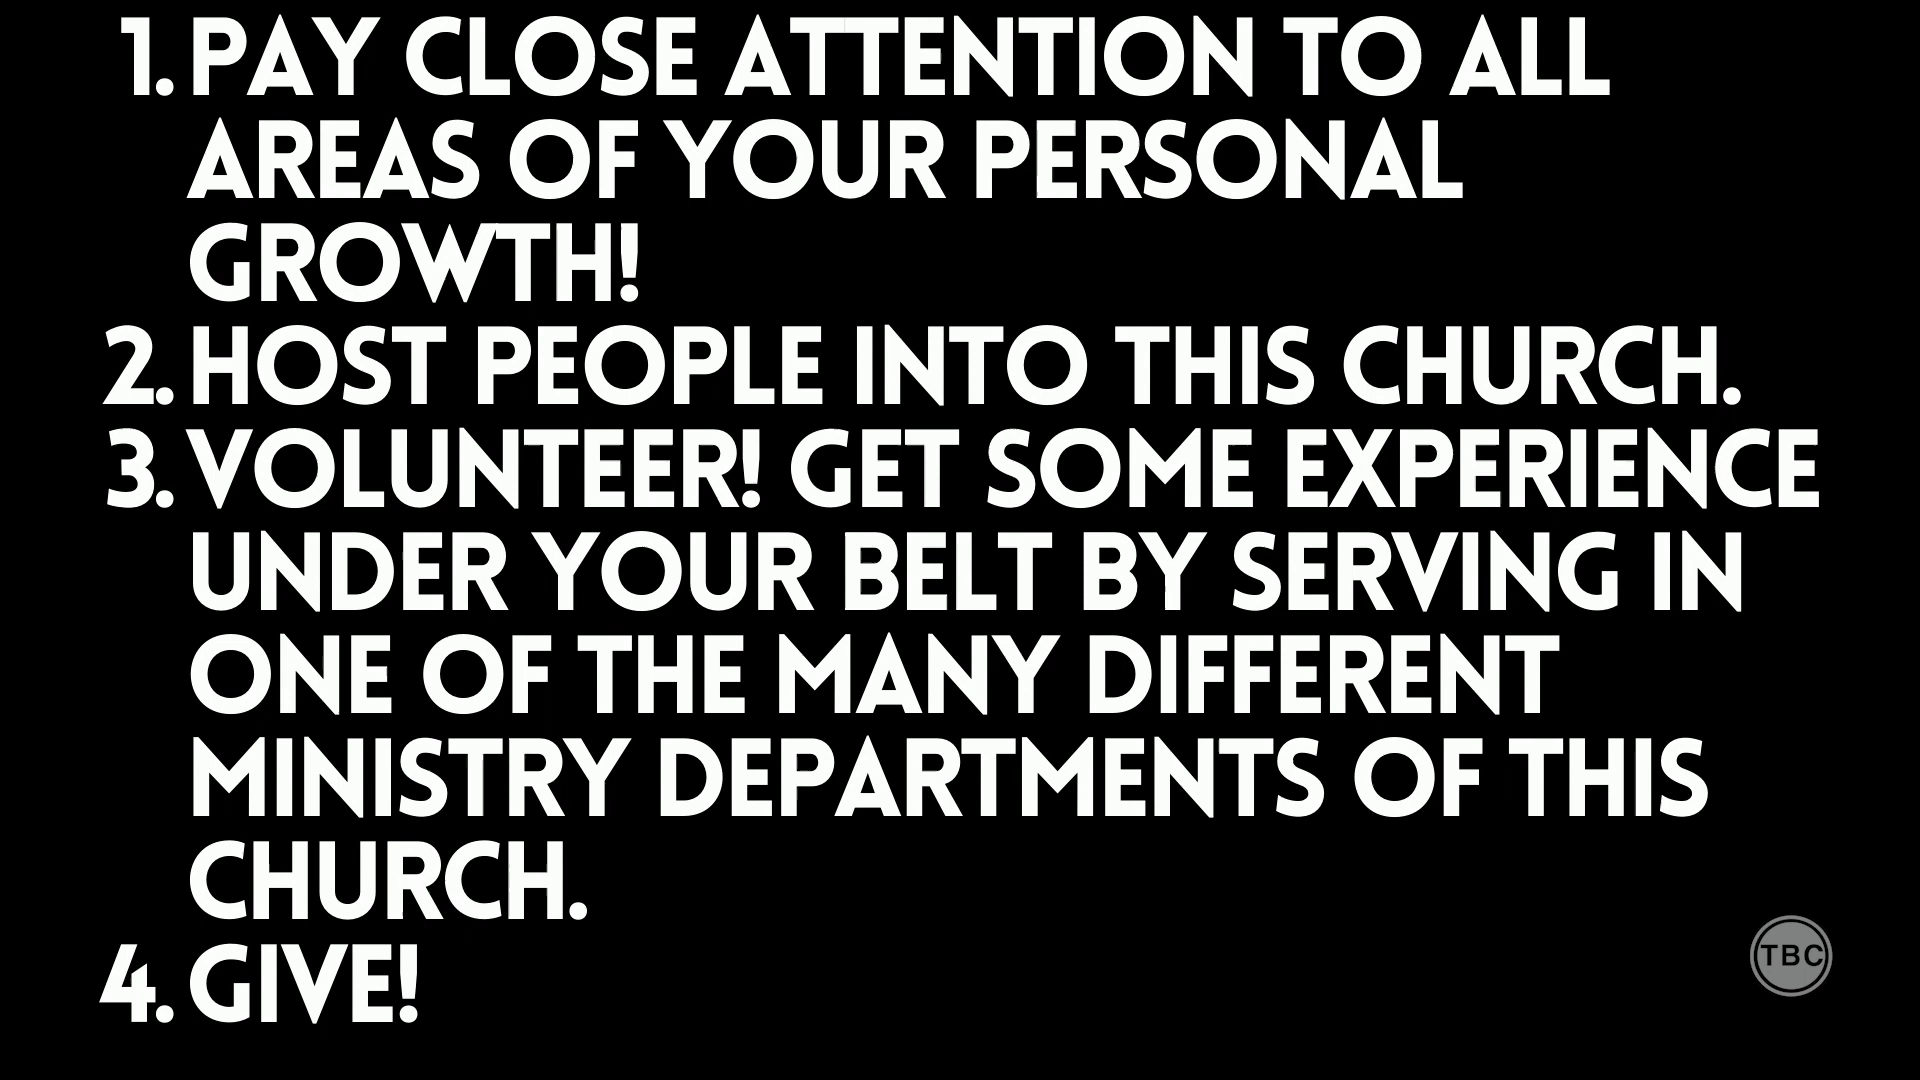 1. PAY CLOSE ATTENTION TO ALL
AREAS OF YOUR PERSONAL
GROWTH!
2. HOST PEOPLE INTO THIS CHURCH.
3. VOLUNTEER! GET SOME EXPERIENCE
UNDER YOUR BELT BY SERVING IN
ONE OF THE MANY DIFFERENT
MINISTRY DEPARTMENTS OF THIS
CHURCH.
4. GIVE!
TBC